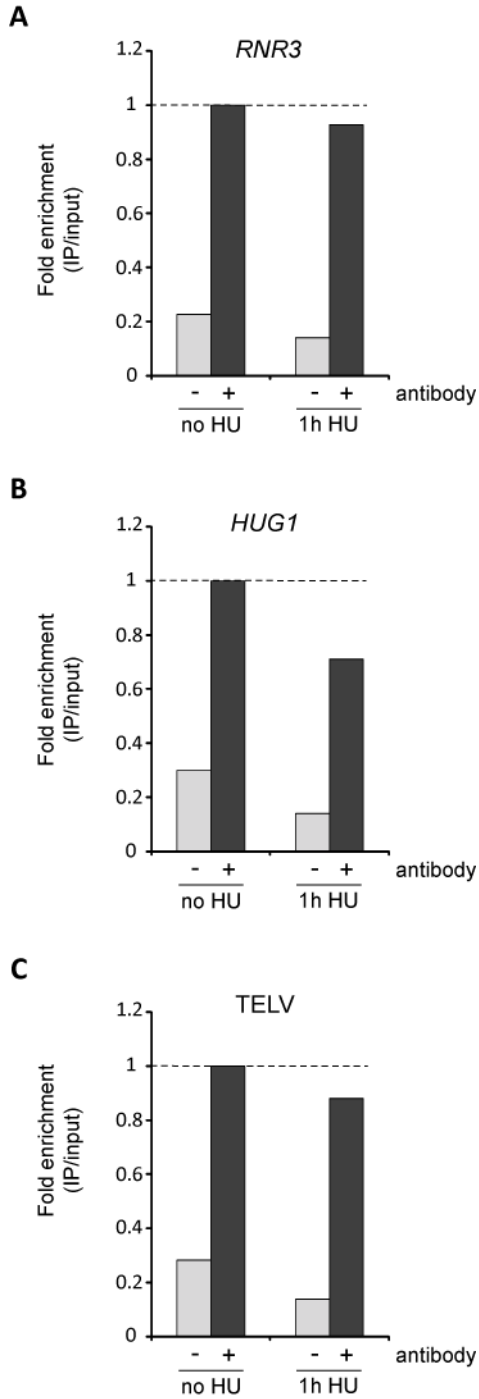 A
RNR3
Fold enrichment
(IP/input)
1.2
1
0.8
0.6
0.4
0.2
0
- + - + antibody
no HU 1h HU
B
HUG1
Fold enrichment
(IP/input)
1.2
1
0.8
0.6
0.4
0.2
0
- + - + antibody
no HU 1h HU
C
TELV
Fold enrichment
(IP/input)
1.2
1
0.8
0.6
0.4
0.2
0
- + - + antibody
no HU 1h HU